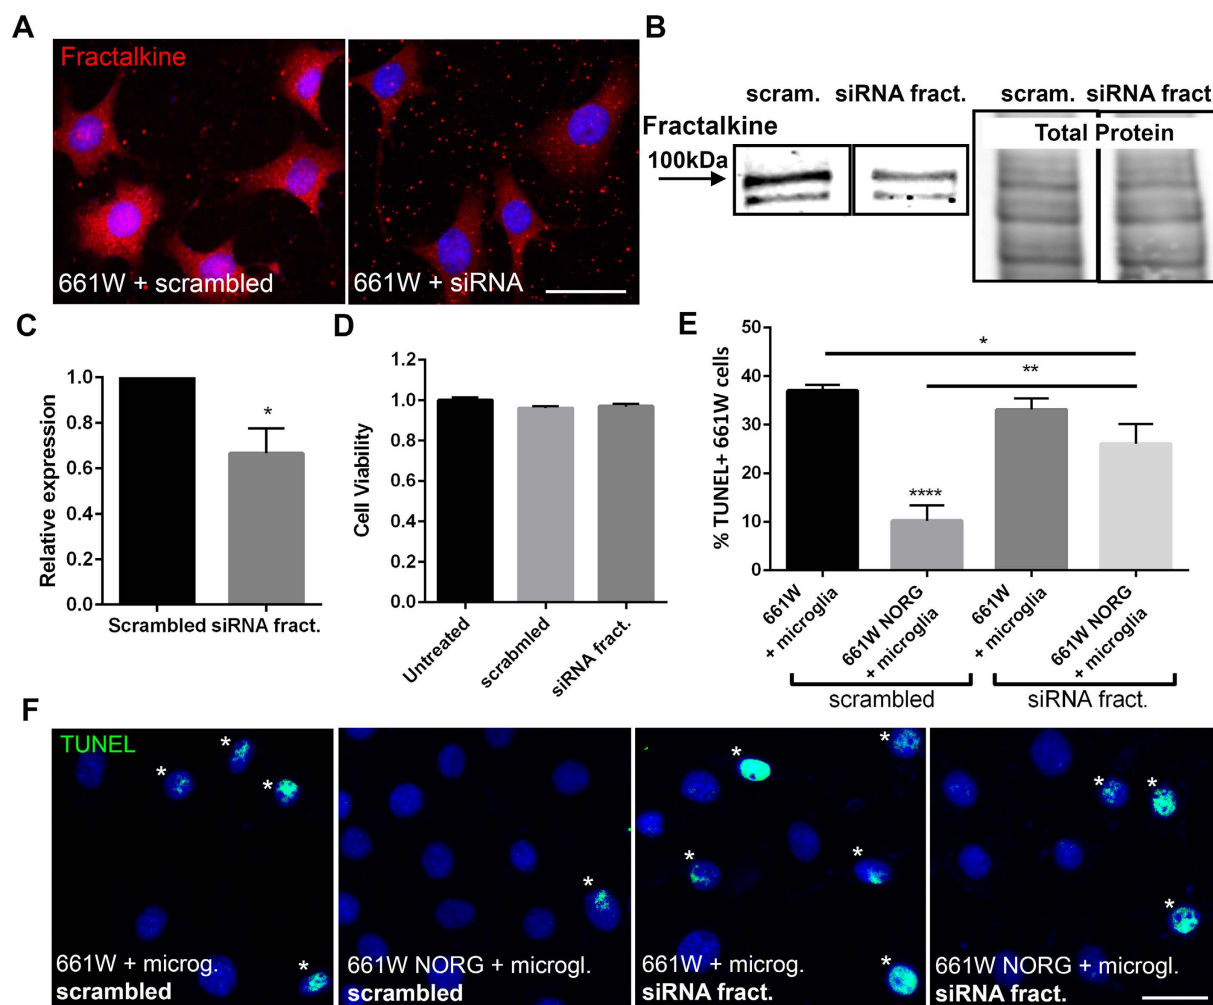 A
Fractalkine
661W + scrambled
661W + siRNA
B
scram.
siRNA fract.
scram.
siRNA fract.
Fractalkine
100kDa
Total Protein
C
Relative expression
1.0
0.8
0.6
0.4
0.2
0.0
*
Scrambled siRNA fract.
D
Cell Viability
1.2
1.0
0.8
0.6
0.4
0.2
0.0
Untreated
scrabmled
siRNA fract.
E
% TUNEL+ 661W cells
50
40
30
20
10
0
*
**
****
661W
+ microglia
661W NORG
+ microglia
661W
+ microglia
661W NORG
+ microglia
scrambled
siRNA fract.
F
TUNEL
* * * *
661W + microg.
scrambled
*
661W NORG + microgl.
scrambled
* * * * *
661W + microg.
siRNA fract.
* * *
661W NORG + microgl.
siRNA fract.